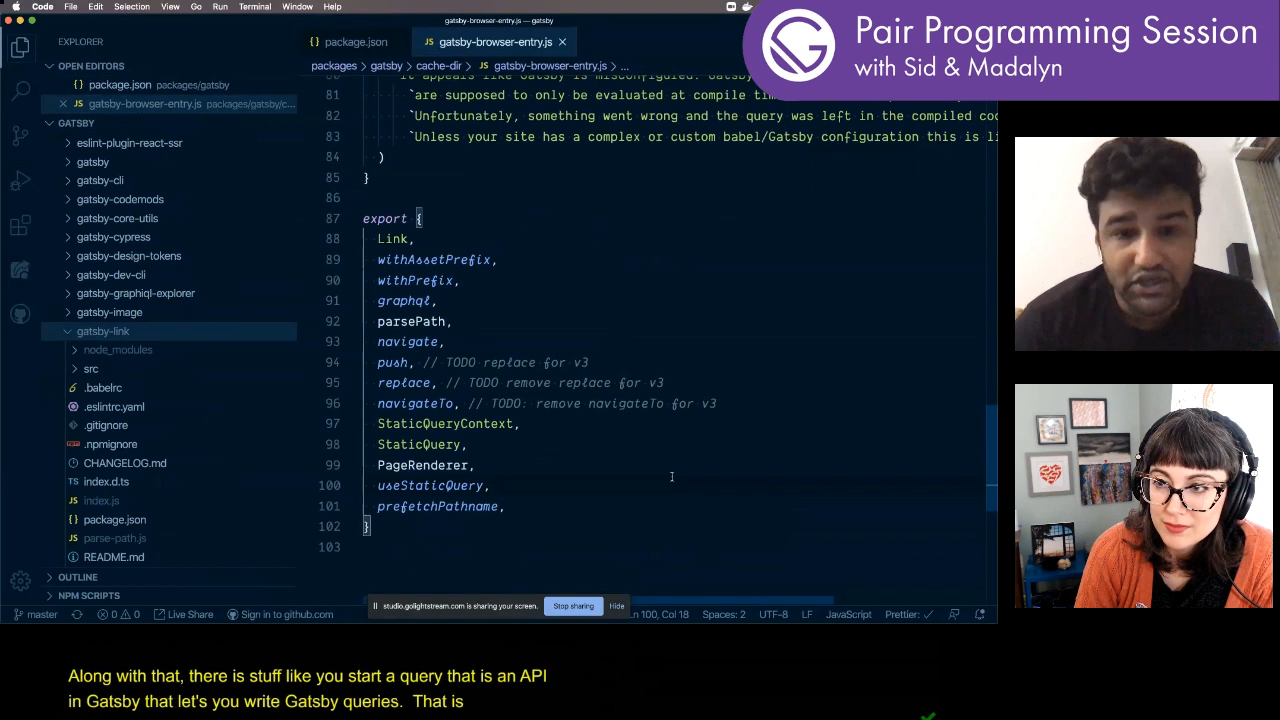 Code File Edit Selection View Go Run Terminal Window Help
gatsby-browser-entry.js — gatsby
Pair Programming Session
with Sid & Madalyn
EXPLORER
OPEN EDITORS
package.json packages/gatsby
gatsby-browser-entry.js packages/gatsby/c...
GATSBY
eslint-plugin-react-ssr
gatsby
gatsby-cli
gatsby-codemods
gatsby-core-utils
gatsby-cypress
gatsby-design-tokens
gatsby-dev-cli
gatsby-graphiql-explorer
gatsby-image
gatsby-link
node_modules
src
.babelrc
.eslintrc.yaml
.gitignore
.npmignore
CHANGELOG.md
index.d.ts
index.js
package.json
parse-path.js
README.md
OUTLINE
NPM SCRIPTS
package.json
gatsby-browser-entry.js
packages > gatsby > cache-dir > gatsby-browser-entry.js > ...
80 `It appears like Gatsby is misconfigured. Gatsby
81 `are supposed to only be evaluated at compile tim
82 `Unfortunately, something went wrong and the query was left in the compiled cod
83 `Unless your site has a complex or custom babel/Gatsby configuration this is li
84 )
85 }
86
87 export {
88 Link,
89 withAssetPrefix,
90 withPrefix,
91 graphql,
92 parsePath,
93 navigate,
94 push, // TODO replace for v3
95 replace, // TODO remove replace for v3
96 navigateTo, // TODO: remove navigateTo for v3
97 StaticQueryContext,
98 StaticQuery,
99 PageRenderer,
100 useStaticQuery,
101 prefetchPathname,
102 }
103
studio.golightstream.com is sharing your screen. Stop sharing Hide
master 0 0 Live Share Sign in to github.com Ln 100, Col 18 Spaces: 2 UTF-8 LF JavaScript Prettier: ✓
Along with that, there is stuff like you start a query that is an API
in Gatsby that let's you write Gatsby queries. That is